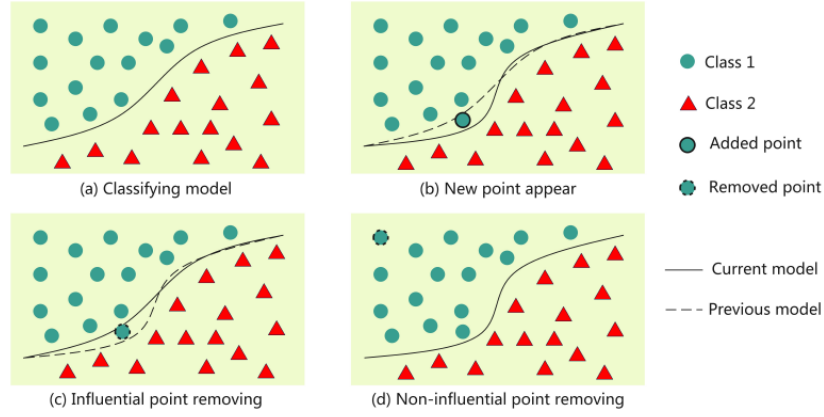 (a) Classifying model
(b) New point appear
(c) Influential point removing
(d) Non-influential point removing
Class 1
Class 2
Added point
Removed point
Current model
Previous model